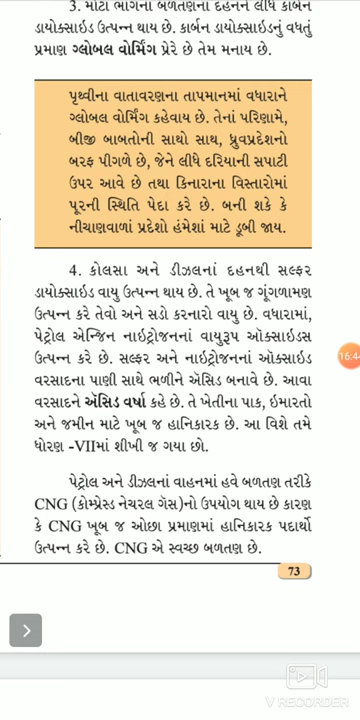 3. મોટા ભાગના બળતણના દહનને લીધે કાર્બન
ડાયોક્સાઇડ ઉત્પન્ન થાય છે. કાર્બન ડાયોક્સાઇડનું વધતું
પ્રમાણ ગ્લોબલ વોર્મિંગ પ્રેરે છે તેમ મનાય છે.
પૃથ્વીના વાતાવરણના તાપમાનમાં વધારાને
ગ્લોબલ વોર્મિંગ કહેવાય છે. તેનાં પરિણામે,
બીજી બાબતોની સાથો સાથ, ધ્રુવપ્રદેશનો
બરફ પીગળે છે, જેને લીધે દરિયાની સપાટી
ઉપર આવે છે તથા કિનારાના વિસ્તારોમાં
પૂરની સ્થિતિ પેદા કરે છે. બની શકે કે
નીચાણવાળાં પ્રદેશો હંમેશાં માટે ડૂબી જાય.
4. કોલસા અને ડીઝલનાં દહનથી સલ્ફર
ડાયોક્સાઇડ વાયુ ઉત્પન્ન થાય છે. તે ખૂબ જ ગૂંગળામણ
ઉત્પન્ન કરે તેવો અને સડો કરનારો વાયુ છે. વધારામાં,
પેટ્રોલ એન્જિન નાઇટ્રોજનનાં વાયુરૂપ ઑક્સાઇડસ
ઉત્પન્ન કરે છે. સલ્ફર અને નાઇટ્રોજનનાં ઑક્સાઇડ
વરસાદના પાણી સાથે ભળીને ઍસિડ બનાવે છે. આવા
વરસાદને ઍસિડ વર્ષા કહે છે. તે ખેતીના પાક, ઇમારતો
અને જમીન માટે ખૂબ જ હાનિકારક છે. આ વિશે તમે
ધોરણ -VIIમાં શીખી જ ગયા છો.
પેટ્રોલ અને ડીઝલનાં વાહનમાં હવે બળતણ તરીકે
CNG (કોમ્પ્રેસ્ડ નેચરલ ગૅસ)નો ઉપયોગ થાય છે કારણ
કે CNG ખૂબ જ ઓછા પ્રમાણમાં હાનિકારક પદાર્થો
ઉત્પન્ન કરે છે. CNG એ સ્વચ્છ બળતણ છે.
73
16:44
V RECORDER